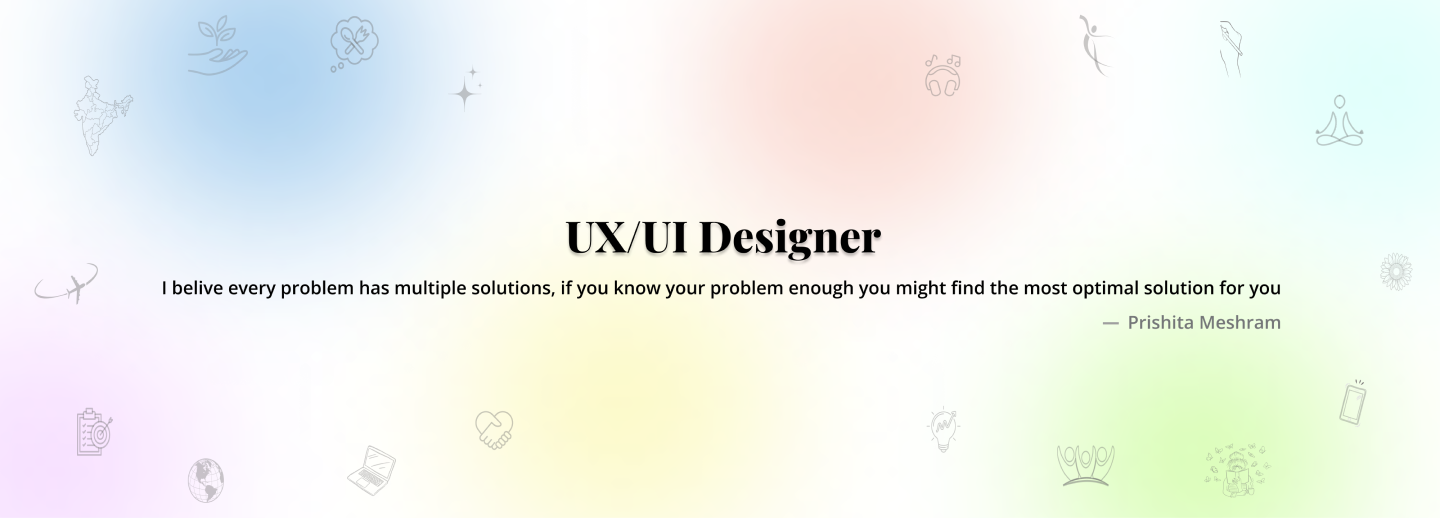 UX/UI Designer
I belive every problem has multiple solutions, if you know your problem enough you might find the most optimal solution for you
— Prishita Meshram